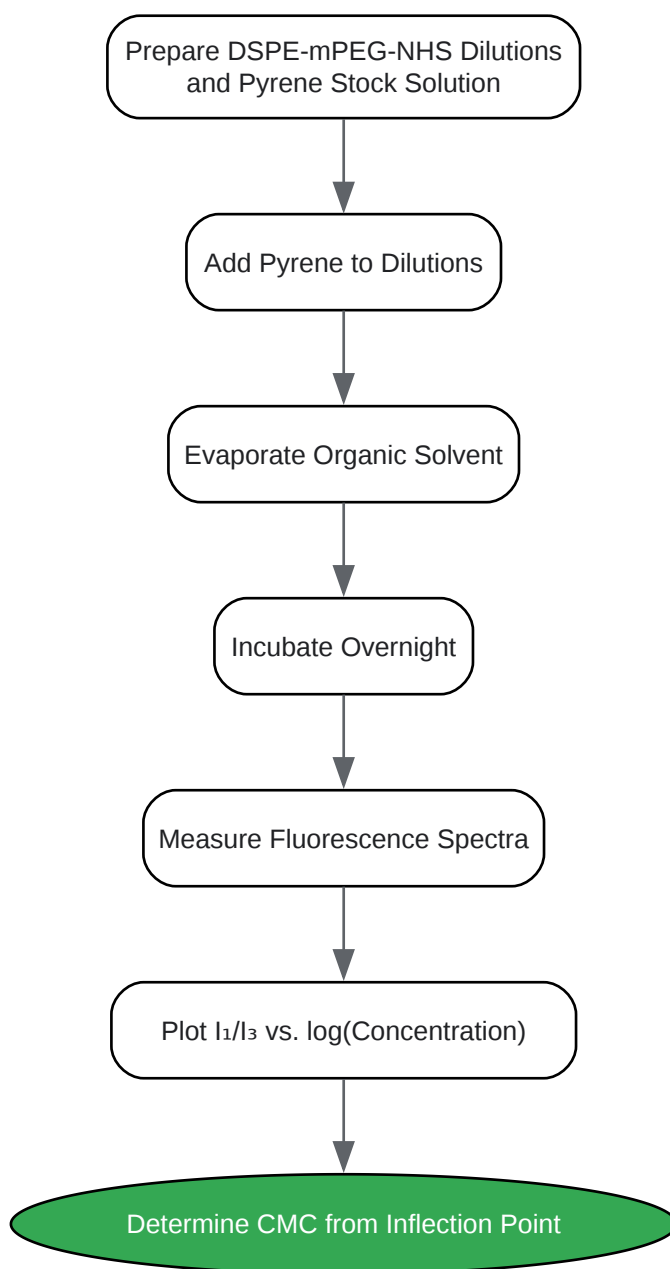 Prepare DSPE-mPEG-NHS Dilutions
and Pyrene Stock Solution
Add Pyrene to Dilutions
Evaporate Organic Solvent
Incubate Overnight
Measure Fluorescence Spectra
Plot I₁/I₃ vs. log(Concentration)
Determine CMC from Inflection Point